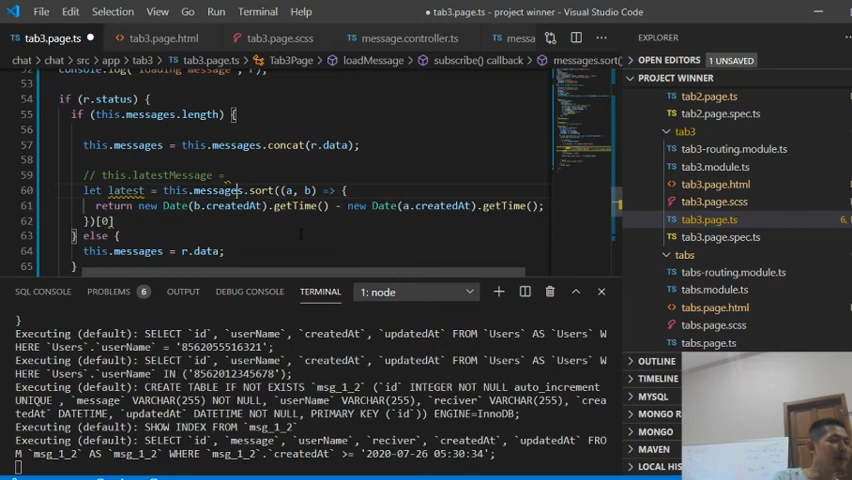 File Edit Selection View Go Run Terminal Help
● tab3.page.ts - project winner - Visual Studio Code
tab3.page.ts ● tab3.page.html tab3.page.scss message.controller.ts messa
chat > chat > src > app > tab3 > tab3.page.ts > Tab3Page > loadMessage > subscribe() callback > messages.sort(
52 console.log('loading message', r);
53
54 if (r.status) {
55 if (this.messages.length) {
56
57 this.messages = this.messages.concat(r.data);
58
59 // this.latestMessage =
60 let latest = this.messages.sort((a, b) => {
61 return new Date(b.createdAt).getTime() - new Date(a.createdAt).getTime();
62 })[0]
63 } else {
64 this.messages = r.data;
65 }
SQL CONSOLE PROBLEMS 6 OUTPUT DEBUG CONSOLE TERMINAL 1: node
}
Executing (default): SELECT `id`, `userName`, `createdAt`, `updatedAt` FROM `Users` AS `Users` W
HERE `Users`.`userName` = '8562055516321';
Executing (default): SELECT `id`, `userName`, `createdAt`, `updatedAt` FROM `Users` AS `Users` W
HERE `Users`.`userName` IN ('8562012345678');
Executing (default): CREATE TABLE IF NOT EXISTS `msg_1_2` (`id` INTEGER NOT NULL auto_increment
UNIQUE , `message` VARCHAR(255) NOT NULL, `userName` VARCHAR(255), `reciver` VARCHAR(255), `crea
tedAt` DATETIME, `updatedAt` DATETIME NOT NULL, PRIMARY KEY (`id`)) ENGINE=InnoDB;
Executing (default): SHOW INDEX FROM `msg_1_2`
Executing (default): SELECT `id`, `message`, `userName`, `reciver`, `createdAt`, `updatedAt` FRO
M `msg_1_2` AS `msg_1_2` WHERE `msg_1_2`.`createdAt` >= '2020-07-26 05:30:34';
EXPLORER
OPEN EDITORS 1 UNSAVED
PROJECT WINNER
tab2.page.ts
tab2.page.spec.ts
tab3
tab3-routing.module.ts
tab3.module.ts
tab3.page.html
tab3.page.scss
tab3.page.ts 6
tab3.page.spec.ts
tabs
tabs-routing.module.ts
tabs.module.ts
tabs.page.html
tabs.page.scss
tabs.page.ts
OUTLINE
TIMELINE
MYSQL
MONGO
MONGO
MAVEN
LOCAL HIS